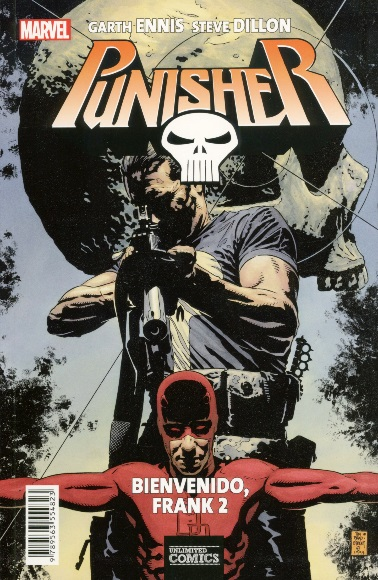 MARVEL
GARTH ENNIS STEVE DILLON
PUNISHER
BIENVENIDO,
FRANK 2
UNLIMITED
COMICS